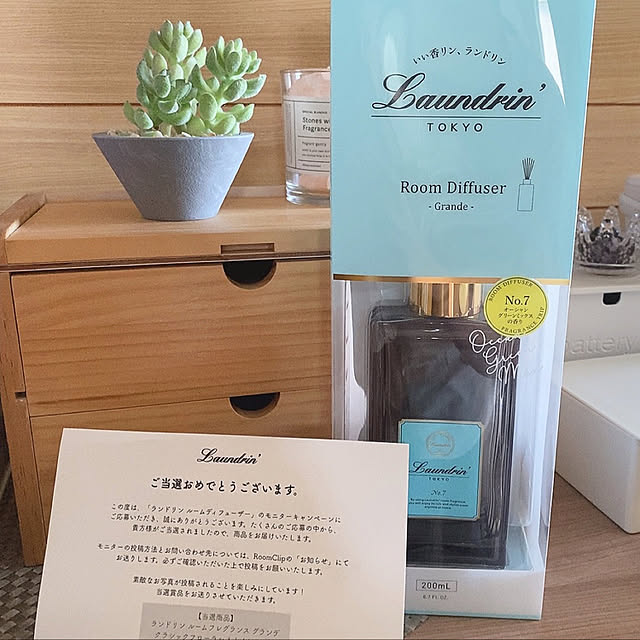 いい香リン、ランドリン
Laundrin'
TOKYO
Room Diffuser
- Grande -
SPECIAL BLENDED
Stones w
Fragran
ROOM DIFFUSER
No.7
オーシャン
グリーンミックス
の香り
FRAGRANCE TRIP
battery
Laundrin'
TOKYO
No.7
200mL
Laundrin'
ご当選おめでとうございます。
この度は、「ランドリン ルームディフューザー」のモニターキャンペーンに
ご応募いただき、誠にありがとうございます。たくさんのご応募の中から、
貴方様がご当選されましたので、商品をお届けいたします。
モニターの投稿方法とお問い合わせ先については、RoomClipの「お知らせ」にて
お送りします。必ずご確認いただいた上で投稿をお願いいたします。
素敵なお写真が投稿されることを楽しみにしています！
当選賞品をお送りさせていただきます。
【当選商品】
ランドリン ルームフレグランス グランデ